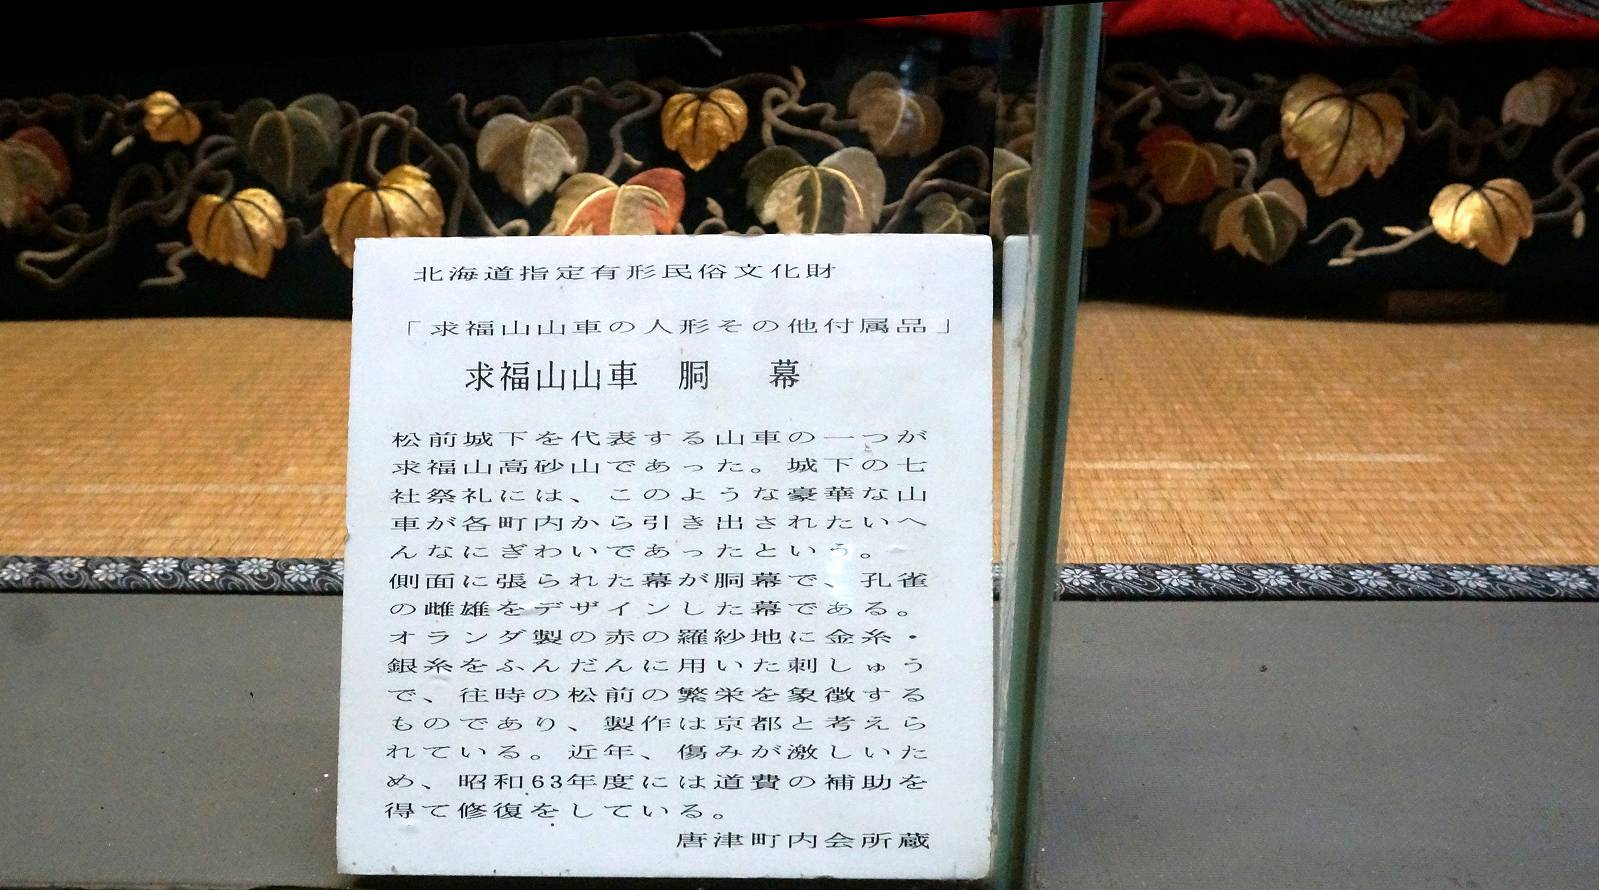 北海道指定有形民俗文化財
「求福山山車の人形その他付属品」
求福山山車　胴　幕
松前城下を代表する山車の一つが
求福山高砂山であった。城下の七
社祭礼には、このような豪華な山
車が各町内から引き出されたいへ
んなにぎわいであったという。
側面に張られた幕が胴幕で、孔雀
の雌雄をデザインした幕である。
オランダ製の赤の羅紗地に金糸・
銀糸をふんだんに用いた刺しゅう
で、往時の松前の繁栄を象徴する
ものであり、製作は京都と考えら
れている。近年、傷みが激しいた
め、昭和63年度には道費の補助を
得て修復をしている。
唐津町内会所蔵